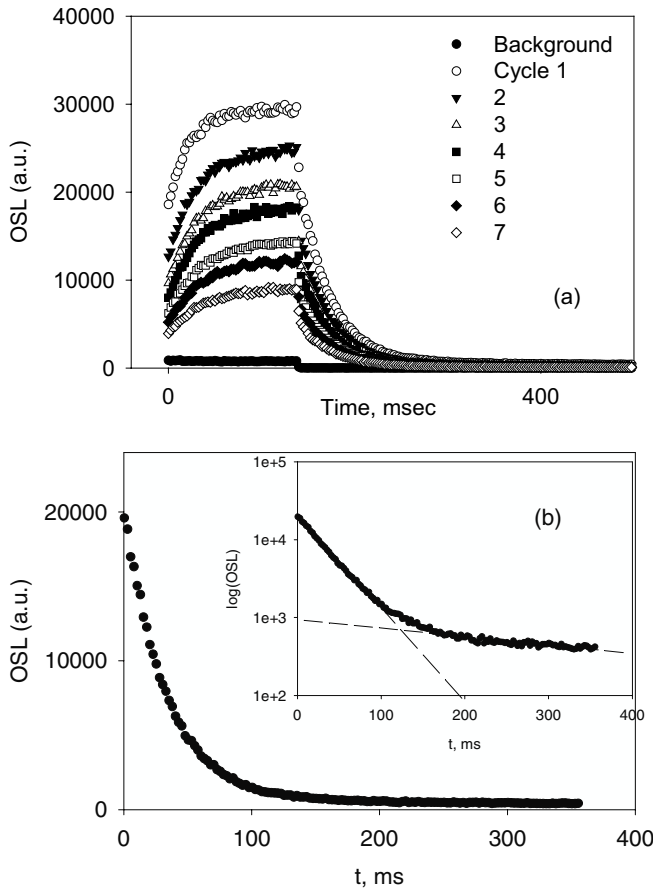 40000
30000
20000
10000
0
OSL (a.u.)
Background
Cycle 1
2
3
4
5
6
7
(a)
0
400
Time, msec
20000
10000
0
OSL (a.u.)
1e+5
1e+4
1e+3
1e+2
log(OSL)
(b)
0
100
200
300
400
t, ms
0
100
200
300
400
t, ms